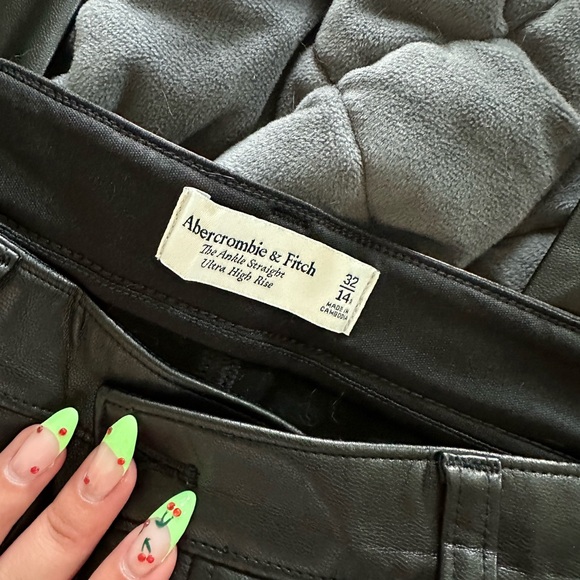 Abercrombie & Fitch
The Ankle Straight
Ultra High Rise
32
14
MADE IN
CAMBODIA